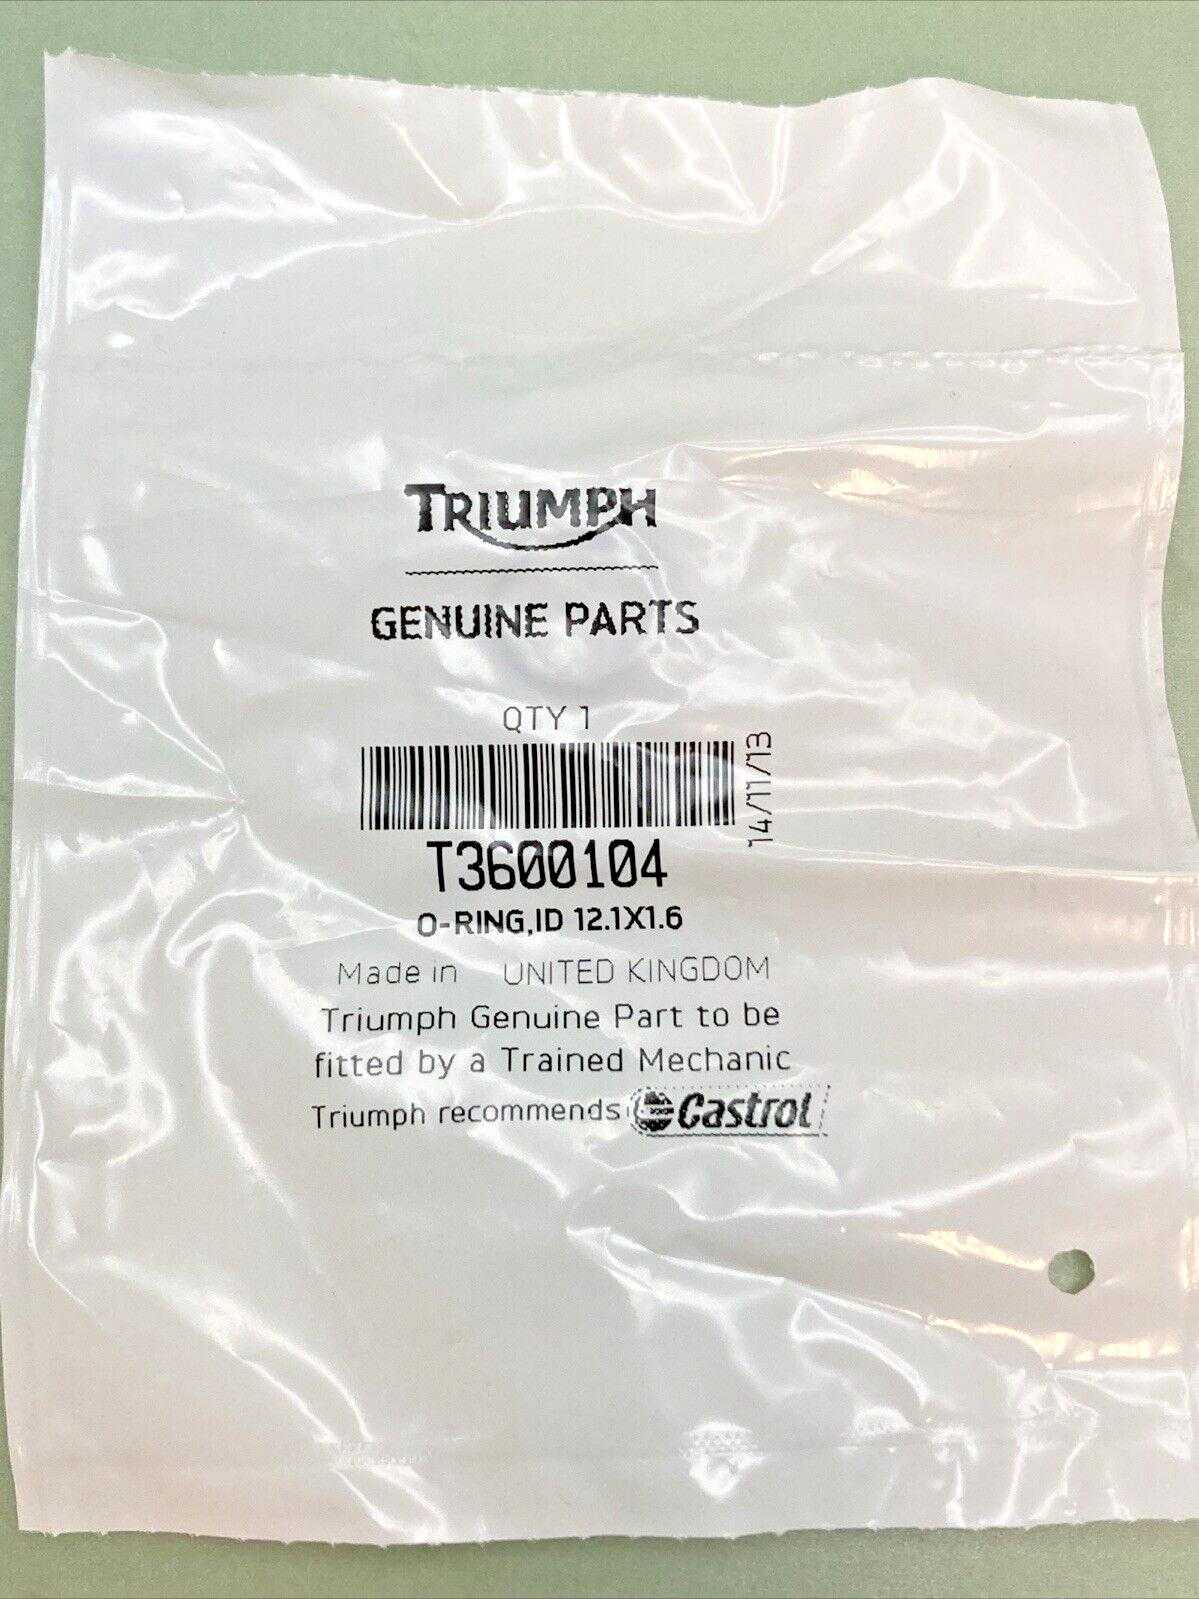 TRIUMPH
GENUINE PARTS
QTY 1
14/11/13
T3600104
O-RING,ID 12.1X1.6
Made in UNITED KINGDOM
Triumph Genuine Part to be
fitted by a Trained Mechanic
Triumph recommends Castrol